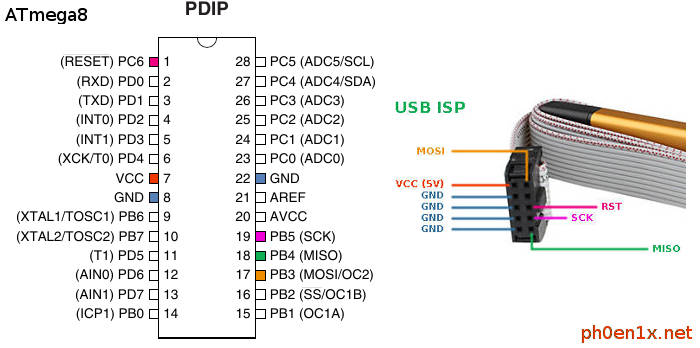 ATmega8
PDIP
(RESET) PC6 1 28 PC5 (ADC5/SCL)
(RXD) PD0 2 27 PC4 (ADC4/SDA)
(TXD) PD1 3 26 PC3 (ADC3)
(INT0) PD2 4 25 PC2 (ADC2)
(INT1) PD3 5 24 PC1 (ADC1)
(XCK/T0) PD4 6 23 PC0 (ADC0)
VCC 7 22 GND
GND 8 21 AREF
(XTAL1/TOSC1) PB6 9 20 AVCC
(XTAL2/TOSC2) PB7 10 19 PB5 (SCK)
(T1) PD5 11 18 PB4 (MISO)
(AIN0) PD6 12 17 PB3 (MOSI/OC2)
(AIN1) PD7 13 16 PB2 (SS/OC1B)
(ICP1) PB0 14 15 PB1 (OC1A)
USB ISP
MOSI
VCC (5V)
GND
GND
RST
GND
SCK
GND
MISO
ph0en1x.net